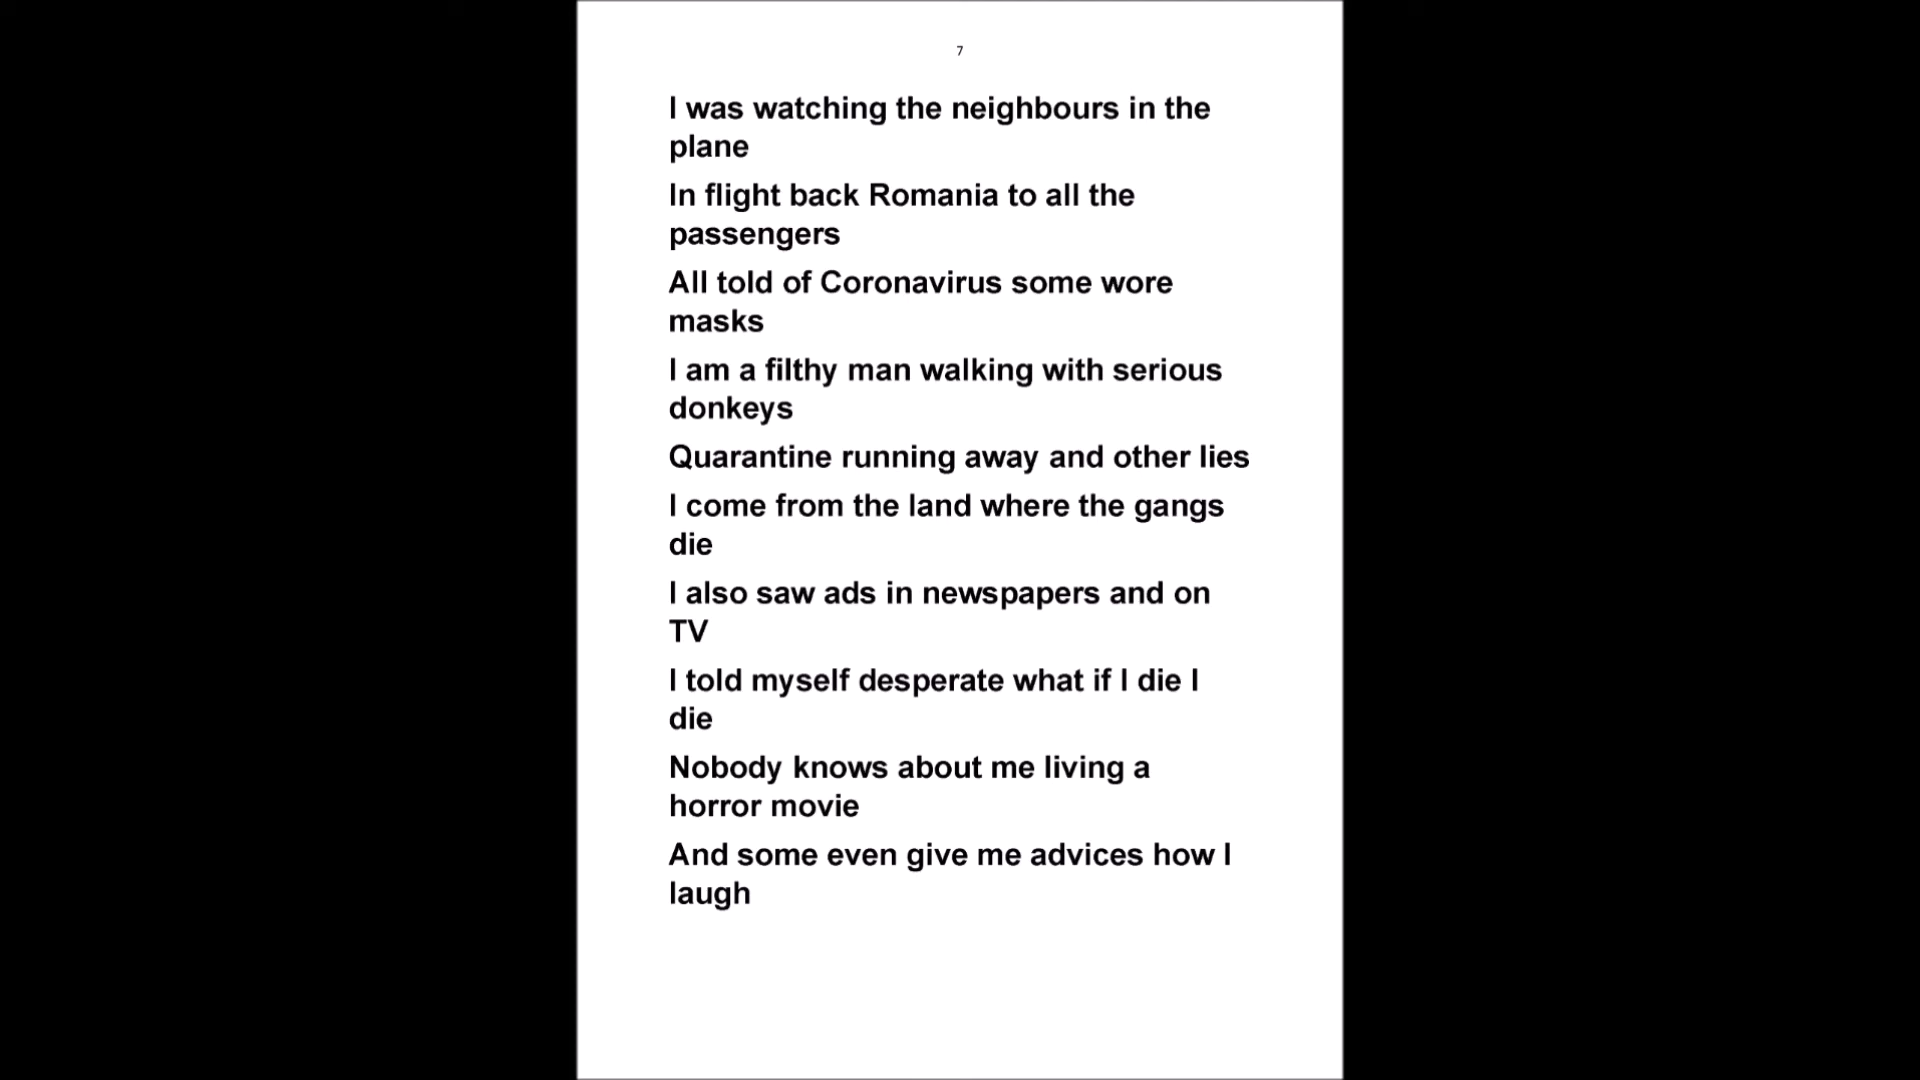 7
I was watching the neighbours in the
plane
In flight back Romania to all the
passengers
All told of Coronavirus some wore
masks
I am a filthy man walking with serious
donkeys
Quarantine running away and other lies
I come from the land where the gangs
die
I also saw ads in newspapers and on
TV
I told myself desperate what if I die I
die
Nobody knows about me living a
horror movie
And some even give me advices how I
laugh